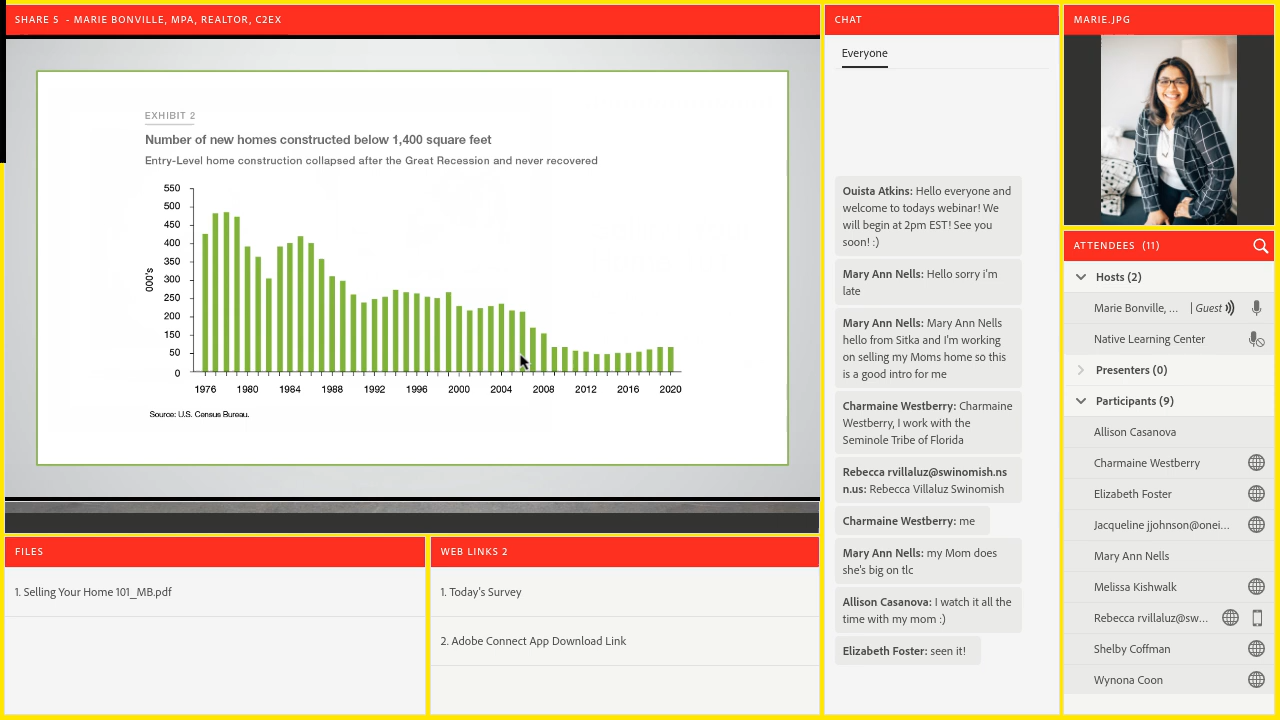 SHARE 5 - MARIE BONVILLE, MPA, REALTOR, C2EX
EXHIBIT 2
Number of new homes constructed below 1,400 square feet
Entry-Level home construction collapsed after the Great Recession and never recovered
000's
550
500
450
400
350
300
250
200
150
50
0
1976 1980 1984 1988 1992 1996 2000 2004 2008 2012 2016 2020
Source: U.S. Census Bureau.
FILES
1. Selling Your Home 101_MB.pdf
WEB LINKS 2
1. Today's Survey
2. Adobe Connect App Download Link
CHAT
Everyone
Ouista Atkins: Hello everyone and
welcome to todays webinar! We
will begin at 2pm EST! See you
soon! :)
Mary Ann Nells: Hello sorry i'm
late
Mary Ann Nells: Mary Ann Nells
hello from Sitka and I'm working
on selling my Moms home so this
is a good intro for me
Charmaine Westberry: Charmaine
Westberry, I work with the
Seminole Tribe of Florida
Rebecca rvillaluz@swinomish.ns
n.us: Rebecca Villaluz Swinomish
Charmaine Westberry: me
Mary Ann Nells: my Mom does
she's big on tlc
Allison Casanova: I watch it all the
time with my mom :)
Elizabeth Foster: seen it!
MARIE.JPG
ATTENDEES (11)
Hosts (2)
Marie Bonville, ... | Guest
Native Learning Center
Presenters (0)
Participants (9)
Allison Casanova
Charmaine Westberry
Elizabeth Foster
Jacqueline jjohnson@onei...
Mary Ann Nells
Melissa Kishwalk
Rebecca rvillaluz@sw...
Shelby Coffman
Wynona Coon